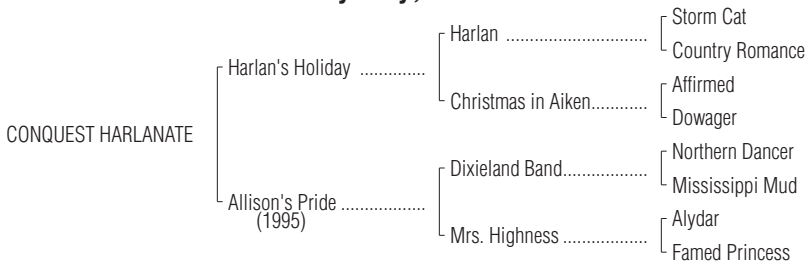 Storm Cat
Harlan ..............................
Country Romance
Harlan's Holiday ..............
Affirmed
Christmas in Aiken............
Dowager
CONQUEST HARLANATE
Northern Dancer
Dixieland Band..................
Mississippi Mud
Allison's Pride ..................
(1995)
Alydar
Mrs. Highness ..................
Famed Princess